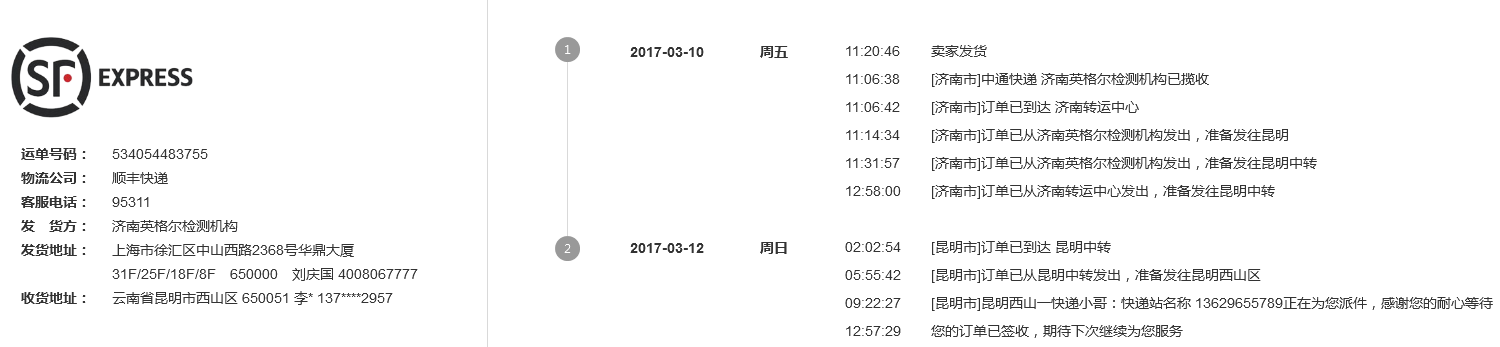 SF EXPRESS
运单号码： 534054483755
物流公司： 顺丰快递
客服电话： 95311
发 货方： 济南英格尔检测机构
发货地址： 上海市徐汇区中山西路2368号华鼎大厦
31F/25F/18F/8F 650000 刘庆国 4008067777
收货地址： 云南省昆明市西山区 650051 李* 137****2957
1 2017-03-10 周五 11:20:46 卖家发货
11:06:38 [济南市]中通快递 济南英格尔检测机构已揽收
11:06:42 [济南市]订单已到达 济南转运中心
11:14:34 [济南市]订单已从济南英格尔检测机构发出，准备发往昆明
11:31:57 [济南市]订单已从济南英格尔检测机构发出，准备发往昆明中转
12:58:00 [济南市]订单已从济南转运中心发出，准备发往昆明中转
2 2017-03-12 周日 02:02:54 [昆明市]订单已到达 昆明中转
05:55:42 [昆明市]订单已从昆明中转发出，准备发往昆明西山区
09:22:27 [昆明市]昆明西山一快递小哥：快递站名称 13629655789正在为您派件，感谢您的耐心等待
12:57:29 您的订单已签收，期待下次继续为您服务